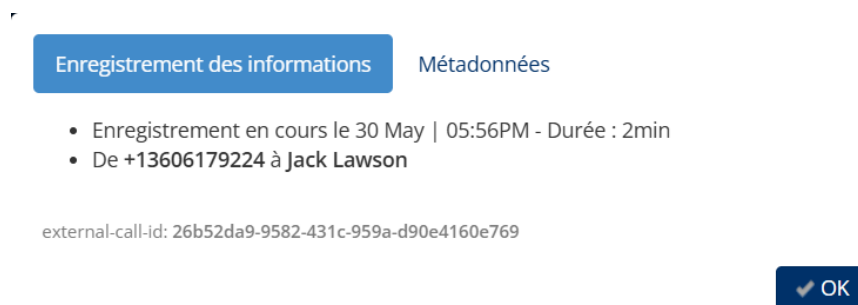 Enregistrement des informations Métadonnées
• Enregistrement en cours le 30 May | 05:56PM - Durée : 2min
• De +13606179224 à Jack Lawson
external-call-id: 26b52da9-9582-431c-959a-d90e4160e769
✔ OK